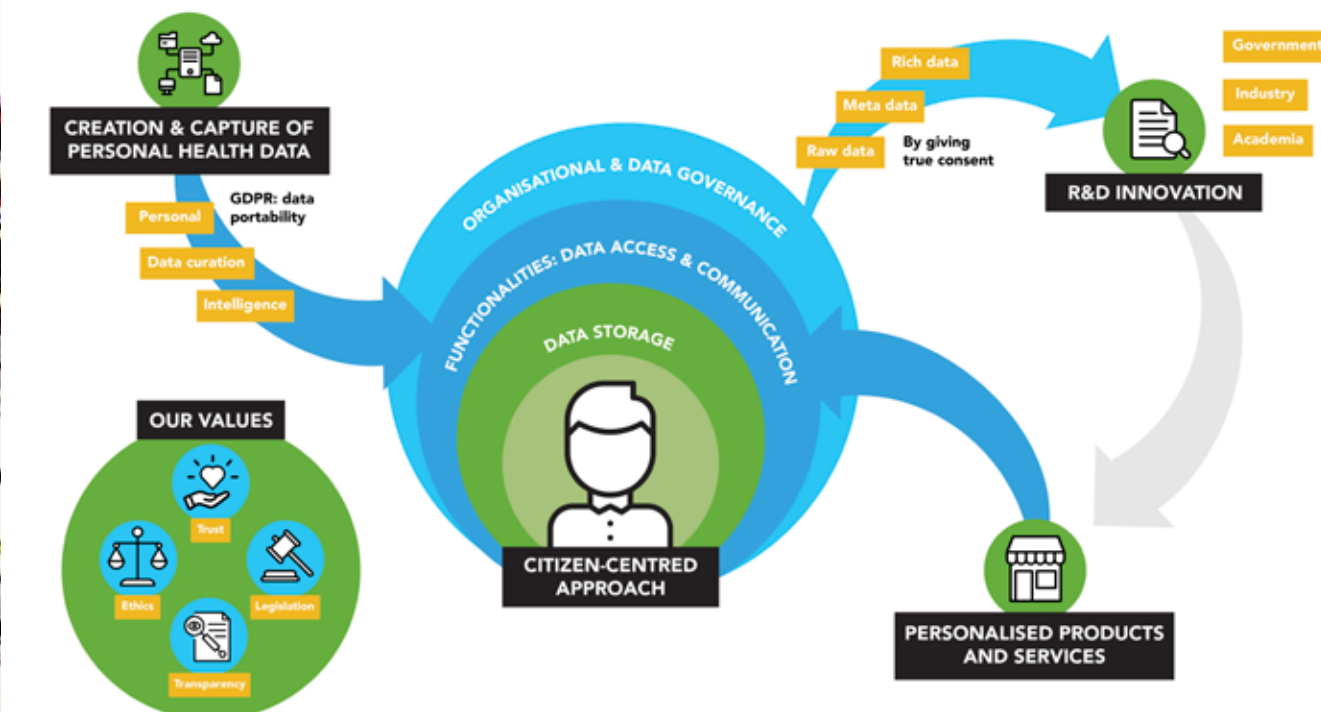 CREATION & CAPTURE OF
PERSONAL HEALTH DATA
GDPR: data
portability
Personal
Data curation
Intelligence
OUR VALUES
Trust
Ethics
Legislation
Transparency
ORGANISATIONAL & DATA GOVERNANCE
FUNCTIONALITIES: DATA ACCESS & COMMUNICATION
DATA STORAGE
CITIZEN-CENTRED
APPROACH
Rich data
Meta data
Raw data
By giving
true consent
Government
Industry
Academia
R&D INNOVATION
PERSONALISED PRODUCTS
AND SERVICES